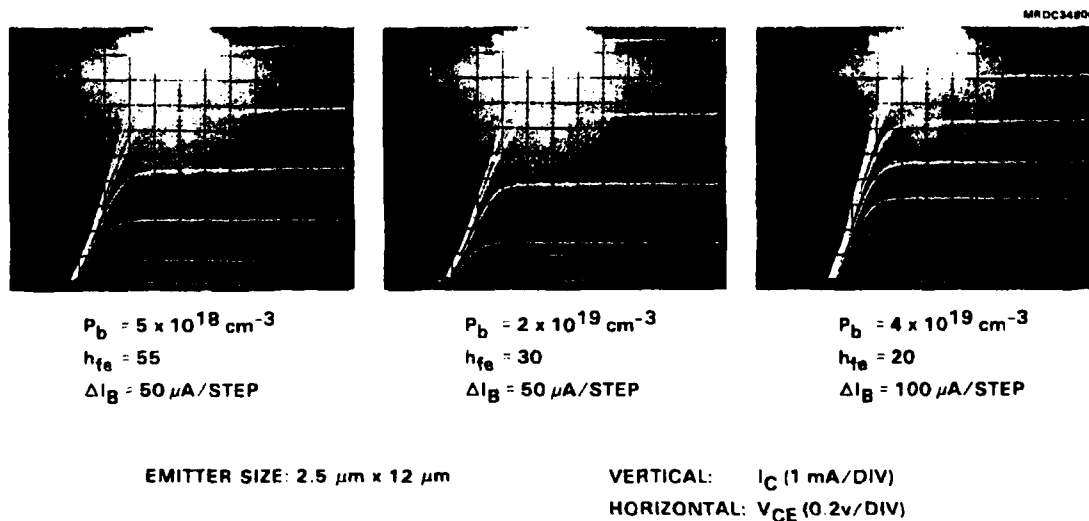 P_b = 5 x 10^18 cm^-3
h_fe = 55
ΔI_B = 50 μA/STEP
P_b = 2 x 10^19 cm^-3
h_fe = 30
ΔI_B = 50 μA/STEP
P_b = 4 x 10^19 cm^-3
h_fe = 20
ΔI_B = 100 μA/STEP
EMITTER SIZE: 2.5 μm x 12 μm
VERTICAL: I_C (1 mA/DIV)
HORIZONTAL: V_CE (0.2v/DIV)